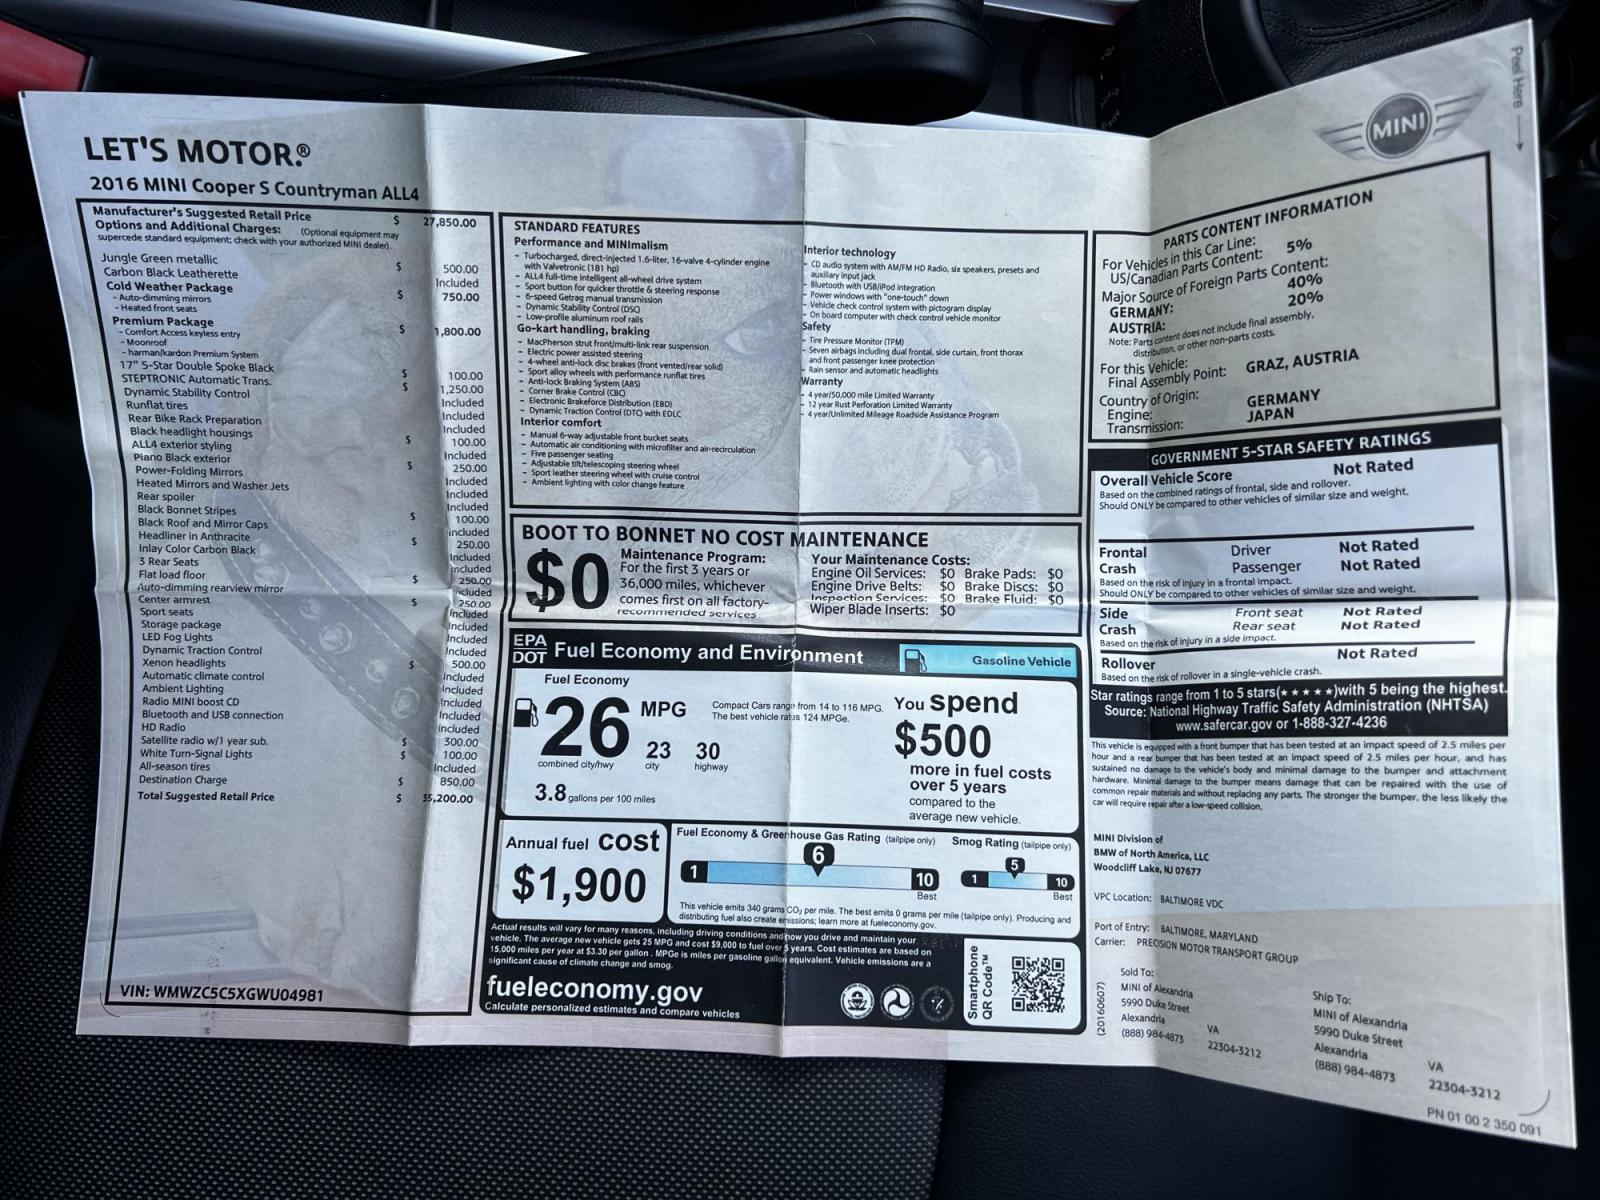 Peel Here
MINI
LET'S MOTOR.®
2016 MINI Cooper S Countryman ALL4
Manufacturer's Suggested Retail Price $ 27,850.00
Options and Additional Charges: (Optional equipment may
supercede standard equipment; check with your authorized MINI dealer).
Jungle Green metallic $ 500.00
Carbon Black Leatherette Included
Cold Weather Package $ 750.00
- Auto-dimming mirrors
- Heated front seats
Premium Package $ 1,800.00
- Comfort Access keyless entry
- Moonroof
- harman/kardon Premium System
17" 5-Star Double Spoke Black $ 100.00
STEPTRONIC Automatic Trans. $ 1,250.00
Dynamic Stability Control Included
Runflat tires Included
Rear Bike Rack Preparation Included
Black headlight housings $ 100.00
ALL4 exterior styling Included
Piano Black exterior $ 250.00
Power-Folding Mirrors Included
Heated Mirrors and Washer Jets Included
Rear spoiler Included
Black Bonnet Stripes $ 100.00
Black Roof and Mirror Caps Included
Headliner in Anthracite $ 250.00
Inlay Color Carbon Black Included
3 Rear Seats Included
Flat load floor $ 250.00
Auto-dimming rearview mirror Included
Center armrest $ 250.00
Sport seats Included
Storage package Included
LED Fog Lights Included
Dynamic Traction Control Included
Xenon headlights $ 500.00
Automatic climate control Included
Ambient Lighting Included
Radio MINI boost CD Included
Bluetooth and USB connection Included
HD Radio Included
Satellite radio w/1 year sub. $ 300.00
White Turn-Signal Lights $ 100.00
All-season tires Included
Destination Charge $ 850.00
Total Suggested Retail Price $ 35,200.00
VIN: WMWZC5C5XGWU04981
STANDARD FEATURES
Performance and MINImalism
- Turbocharged, direct-injected 1.6-liter, 16-valve 4-cylinder engine
with Valvetronic (181 hp)
- ALL4 full-time intelligent all-wheel drive system
- Sport button for quicker throttle & steering response
- 6-speed Getrag manual transmission
- Dynamic Stability Control (DSC)
- Low-profile aluminum roof rails
Go-kart handling, braking
- MacPherson strut front/multi-link rear suspension
- Electric power assisted steering
- 4-wheel anti-lock disc brakes (front vented/rear solid)
- Sport alloy wheels with performance runflat tires
- Anti-lock Braking System (ABS)
- Corner Brake Control (CBC)
- Electronic Brakeforce Distribution (EBD)
- Dynamic Traction Control (DTC) with EDLC
Interior comfort
- Manual 6-way adjustable front bucket seats
- Automatic air conditioning with microfilter and air-recirculation
- Five passenger seating
- Adjustable tilt/telescoping steering wheel
- Sport leather steering wheel with cruise control
- Ambient lighting with color change feature
Interior technology
- CD audio system with AM/FM HD Radio, six speakers, presets and
auxiliary input jack
- Bluetooth with USB/iPod integration
- Power windows with "one-touch" down
- Vehicle check control system with pictogram display
- On board computer with check control vehicle monitor
Safety
- Tire Pressure Monitor (TPM)
- Seven airbags including dual frontal, side curtain, front thorax
and front passenger knee protection
- Rain sensor and automatic headlights
Warranty
- 4 year/50,000 mile Limited Warranty
- 12 year Rust Perforation Limited Warranty
- 4 year/Unlimited Mileage Roadside Assistance Program
BOOT TO BONNET NO COST MAINTENANCE
$0
Maintenance Program:
For the first 3 years or
36,000 miles, whichever
comes first on all factory-
recommended services
Your Maintenance Costs:
Engine Oil Services: $0 Brake Pads: $0
Engine Drive Belts: $0 Brake Discs: $0
Inspection Services: $0 Brake Fluid: $0
Wiper Blade Inserts: $0
EPA
DOT Fuel Economy and Environment
Gasoline Vehicle
Fuel Economy
26 MPG
23 30
combined city/hwy city highway
3.8 gallons per 100 miles
Compact Cars range from 14 to 116 MPG.
The best vehicle rates 124 MPGe.
You spend
$500
more in fuel costs
over 5 years
compared to the
average new vehicle.
Annual fuel cost
$1,900
Fuel Economy & Greenhouse Gas Rating (tailpipe only)
1 6 10
Best
Smog Rating (tailpipe only)
1 5 10
Best
This vehicle emits 340 grams CO2 per mile. The best emits 0 grams per mile (tailpipe only). Producing and
distributing fuel also create emissions; learn more at fueleconomy.gov.
Actual results will vary for many reasons, including driving conditions and how you drive and maintain your
vehicle. The average new vehicle gets 25 MPG and cost $9,000 to fuel over 5 years. Cost estimates are based on
15,000 miles per year at $3.30 per gallon . MPGe is miles per gasoline gallon equivalent. Vehicle emissions are a
significant cause of climate change and smog.
fueleconomy.gov
Calculate personalized estimates and compare vehicles
Smartphone
QR Code™
PARTS CONTENT INFORMATION
For Vehicles in this Car Line:
US/Canadian Parts Content: 5%
Major Source of Foreign Parts Content:
GERMANY: 40%
AUSTRIA: 20%
Note: Parts content does not include final assembly,
distribution, or other non-parts costs.
For this Vehicle:
Final Assembly Point: GRAZ, AUSTRIA
Country of Origin:
Engine: GERMANY
Transmission: JAPAN
GOVERNMENT 5-STAR SAFETY RATINGS
Overall Vehicle Score Not Rated
Based on the combined ratings of frontal, side and rollover.
Should ONLY be compared to other vehicles of similar size and weight.
Frontal Driver Not Rated
Crash Passenger Not Rated
Based on the risk of injury in a frontal impact.
Should ONLY be compared to other vehicles of similar size and weight.
Side Front seat Not Rated
Crash Rear seat Not Rated
Based on the risk of injury in a side impact.
Rollover Not Rated
Based on the risk of rollover in a single-vehicle crash.
Star ratings range from 1 to 5 stars(★★★★★)with 5 being the highest.
Source: National Highway Traffic Safety Administration (NHTSA)
www.safercar.gov or 1-888-327-4236
This vehicle is equipped with a front bumper that has been tested at an impact speed of 2.5 miles per
hour and a rear bumper that has been tested at an impact speed of 2.5 miles per hour, and has
sustained no damage to the vehicle's body and minimal damage to the bumper and attachment
hardware. Minimal damage to the bumper means damage that can be repaired with the use of
common repair materials and without replacing any parts. The stronger the bumper, the less likely the
car will require repair after a low-speed collision.
MINI Division of
BMW of North America, LLC
Woodcliff Lake, NJ 07677
VPC Location: BALTIMORE VDC
Port of Entry: BALTIMORE, MARYLAND
Carrier: PRECISION MOTOR TRANSPORT GROUP
(20160607)
Sold To:
MINI of Alexandria
5990 Duke Street
Alexandria VA
(888) 984-4873 22304-3212
Ship To:
MINI of Alexandria
5990 Duke Street
Alexandria VA
(888) 984-4873 22304-3212
PN 01 00 2 350 091